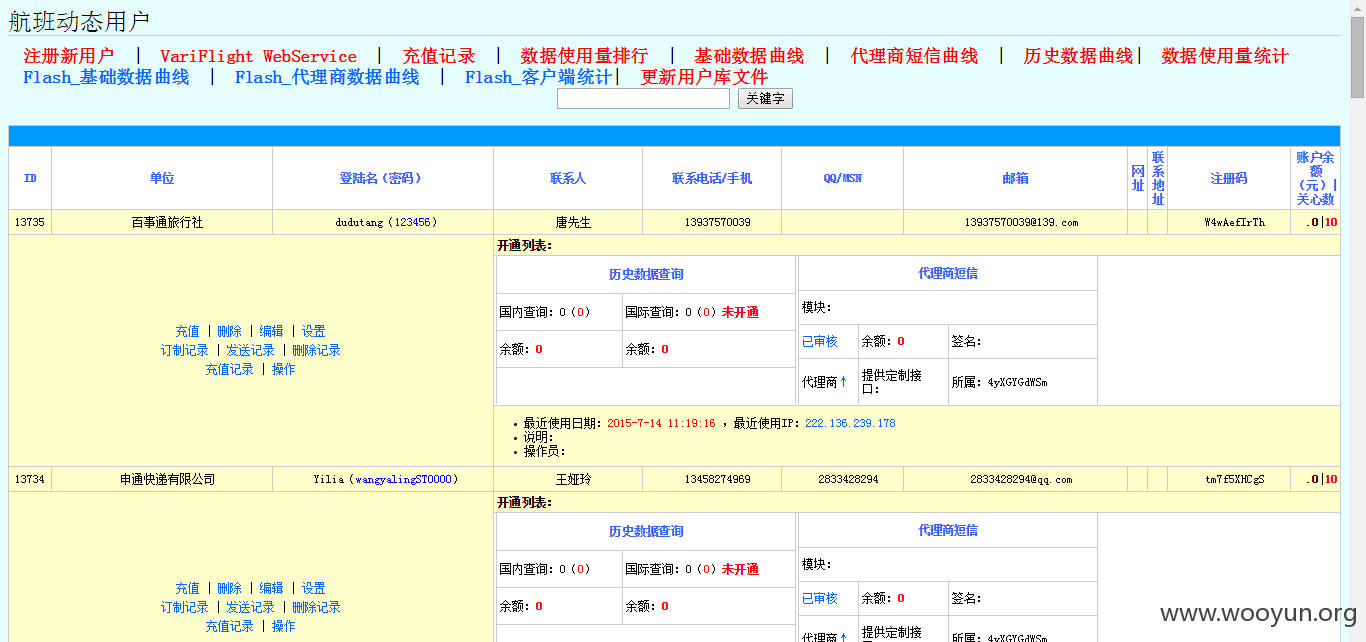 航班动态用户
注册新用户 | VariFlight WebService | 充值记录 | 数据使用量排行 | 基础数据曲线 | 代理商短信曲线 | 历史数据曲线| 数据使用量统计
Flash_基础数据曲线 | Flash_代理商数据曲线 | Flash_客户端统计| 更新用户库文件
关键字
ID 单位 登陆名（密码） 联系人 联系电话/手机 QQ/MSN 邮箱 网址 联系地址 注册码 账户余额（元）|关心数
13735 百事通旅行社 dudutang（123456） 唐先生 13937570039 13937570039@139.com W4wAefIrTh .0|10
开通列表：
历史数据查询 代理商短信
国内查询：0（0） 国际查询：0（0）未开通 模块：
充值 | 删除 | 编辑 | 设置
订制记录 | 发送记录 | 删除记录
充值记录 | 操作
余额：0 余额：0 已审核 余额：0 签名：
代理商↑ 提供定制接口： 所属：4yXGYGdWSm
• 最近使用日期：2015-7-14 11:19:16 ，最近使用IP：222.136.239.178
• 说明：
• 操作员：
13734 申通快递有限公司 Yilia（wangyalingST0000） 王娅玲 13458274969 2833428294 2833428294@qq.com tm7f5XHCgS .0|10
开通列表：
历史数据查询 代理商短信
国内查询：0（0） 国际查询：0（0）未开通 模块：
充值 | 删除 | 编辑 | 设置
订制记录 | 发送记录 | 删除记录
充值记录 | 操作
余额：0 余额：0 已审核 余额：0 签名：
代理商↑ 提供定制接口： 所属：4yXGYGdWSm
www.wooyun.org